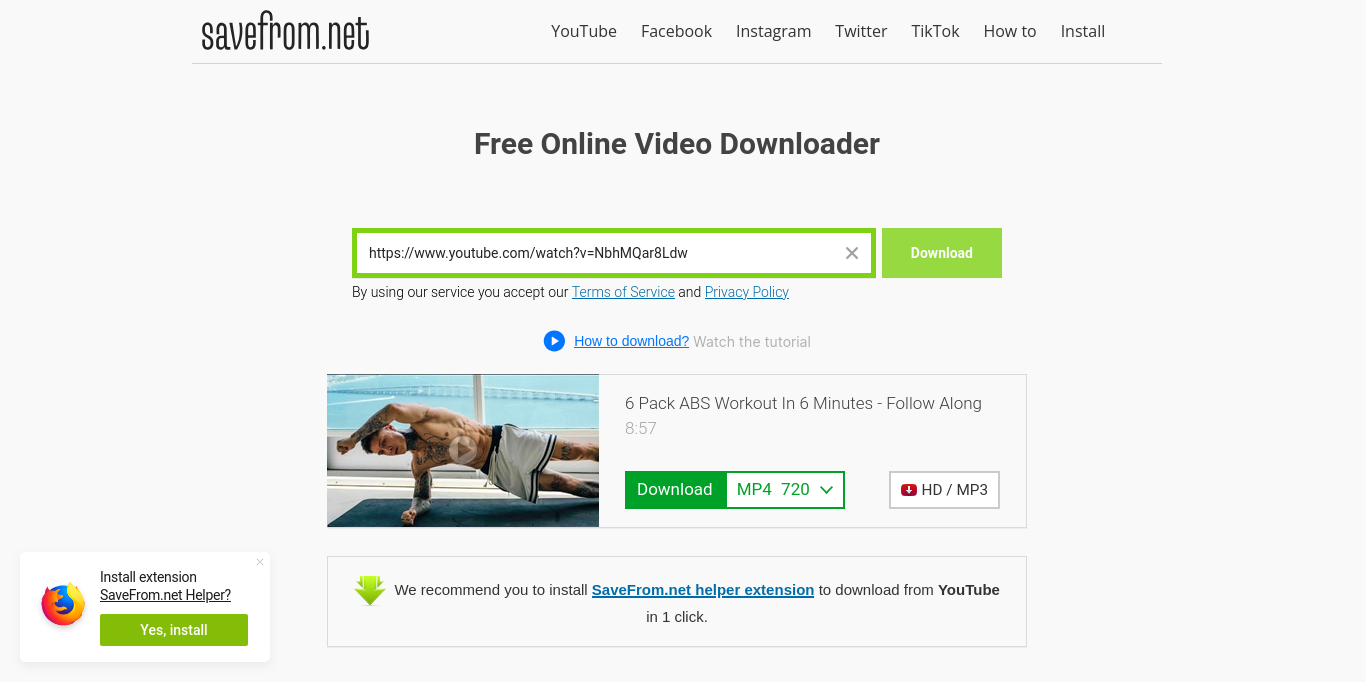 savefrom.net
YouTube Facebook Instagram Twitter TikTok How to Install
Free Online Video Downloader
https://www.youtube.com/watch?v=NbhMQar8Ldw
Download
By using our service you accept our Terms of Service and Privacy Policy
How to download? Watch the tutorial
6 Pack ABS Workout In 6 Minutes - Follow Along
8:57
Download MP4 720
HD / MP3
We recommend you to install SaveFrom.net helper extension to download from YouTube
in 1 click.
Install extension
SaveFrom.net Helper?
Yes, install